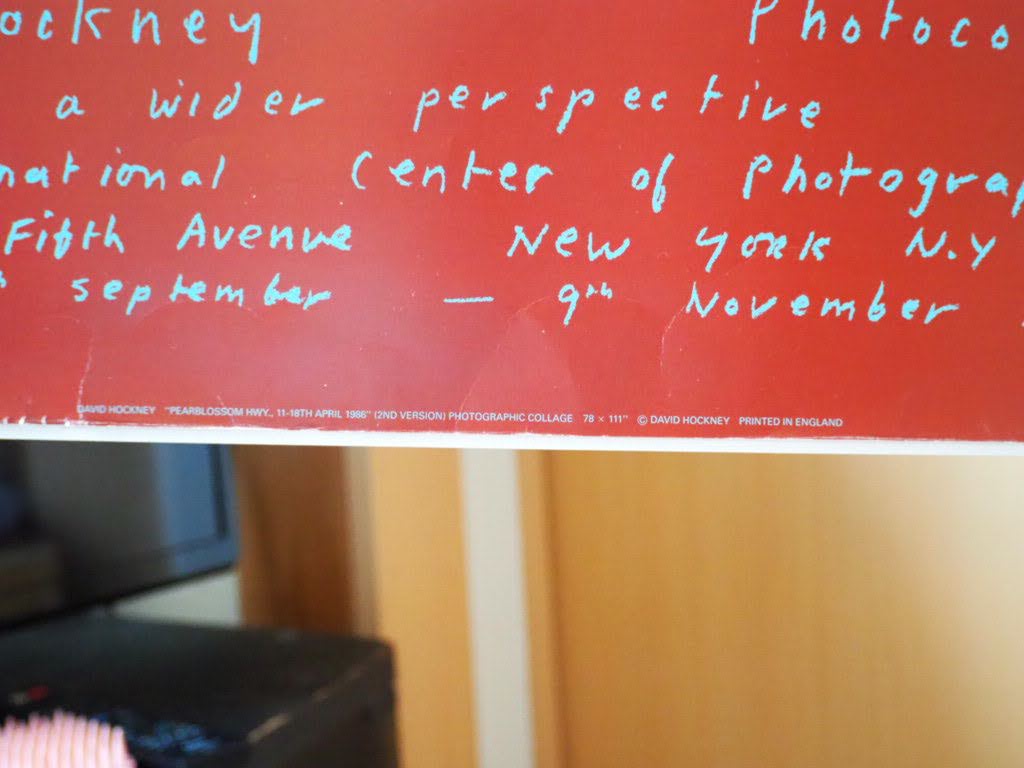 ockney Photoco
a wider perspective
national Center of Photograp
Fifth Avenue New York N.Y
h september — 9th November
DAVID HOCKNEY "PEARBLOSSOM HWY., 11-18TH APRIL 1986" (2ND VERSION) PHOTOGRAPHIC COLLAGE 78 × 111" © DAVID HOCKNEY PRINTED IN ENGLAND